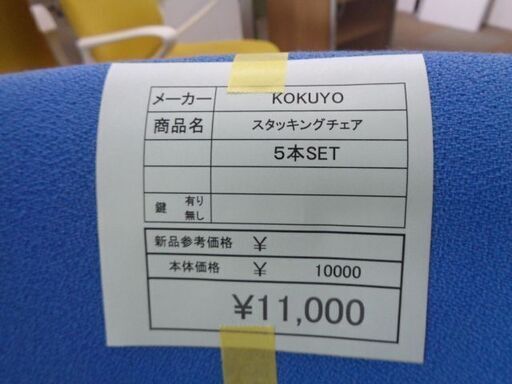 メーカー KOKUYO
商品名 スタッキングチェア
5本SET
鍵 有り
無し
新品参考価格 ¥
本体価格 ¥ 10000
¥11,000